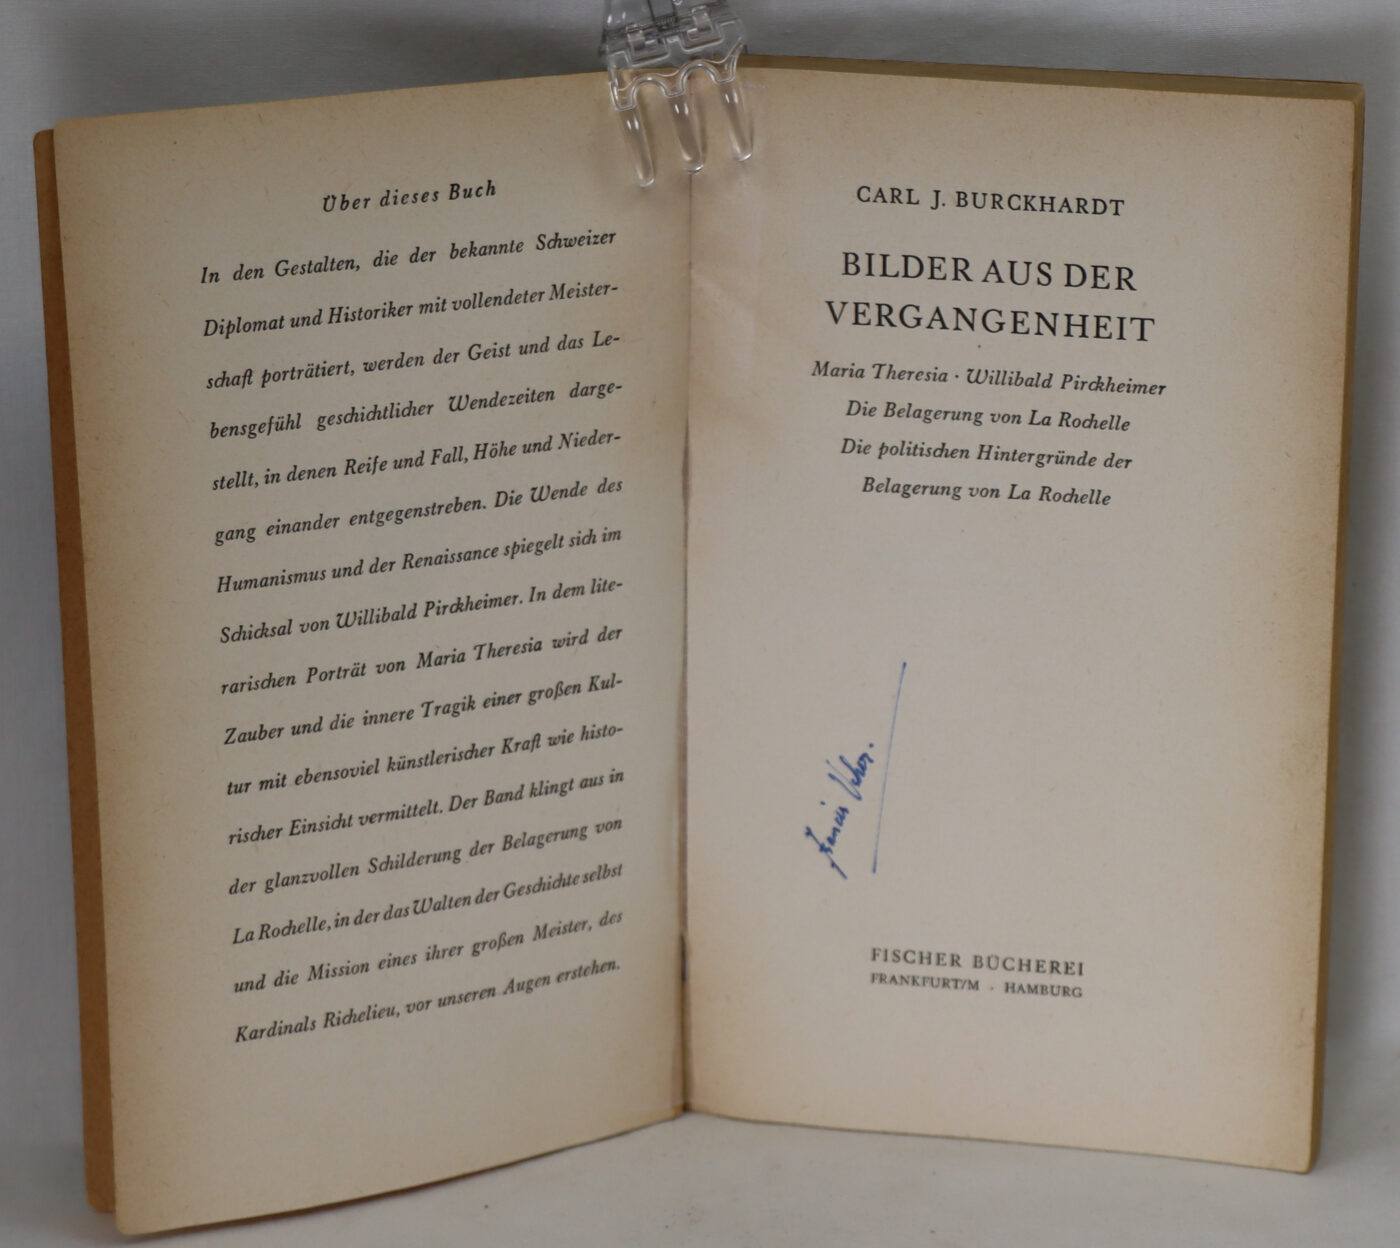 Über dieses Buch
In den Gestalten, die der bekannte Schweizer
Diplomat und Historiker mit vollendeter Meister-
schaft porträtiert, werden der Geist und das Le-
bensgefühl geschichtlicher Wendezeiten darge-
stellt, in denen Reife und Fall, Höhe und Nieder-
gang einander entgegenstreben. Die Wende des
Humanismus und der Renaissance spiegelt sich im
Schicksal von Willibald Pirckheimer. In dem lite-
rarischen Porträt von Maria Theresia wird der
Zauber und die innere Tragik einer großen Kul-
tur mit ebensoviel künstlerischer Kraft wie histo-
rischer Einsicht vermittelt. Der Band klingt aus in
der glanzvollen Schilderung der Belagerung von
La Rochelle, in der das Walten der Geschichte selbst
und die Mission eines ihrer großen Meister, des
Kardinals Richelieu, vor unseren Augen erstehen.
CARL J. BURCKHARDT
BILDER AUS DER
VERGANGENHEIT
Maria Theresia · Willibald Pirckheimer
Die Belagerung von La Rochelle
Die politischen Hintergründe der
Belagerung von La Rochelle
FISCHER BÜCHEREI
FRANKFURT/M · HAMBURG